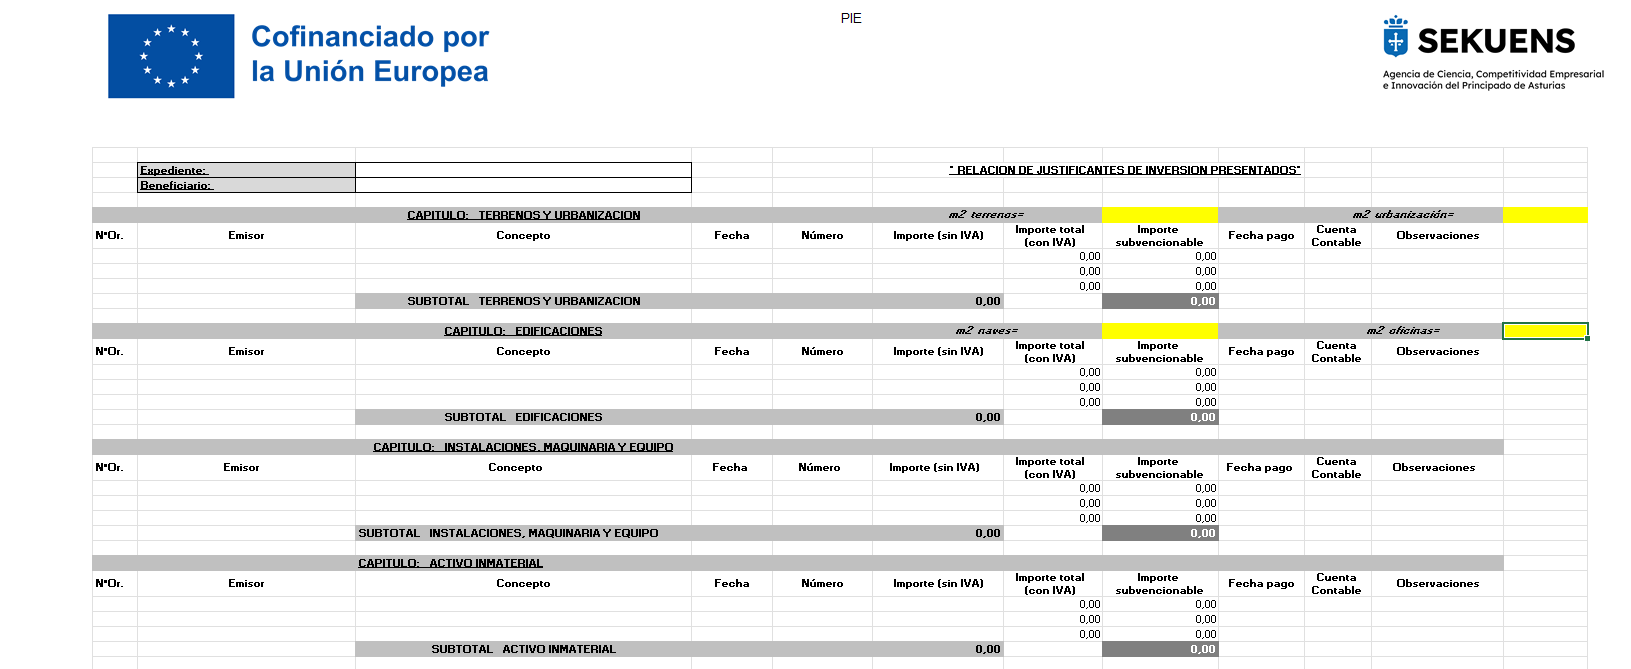 PIE
Cofinanciado por
la Unión Europea
SEKUENS
Agencia de Ciencia, Competitividad Empresarial
e Innovación del Principado de Asturias
Expediente:
" RELACION DE JUSTIFICANTES DE INVERSION PRESENTADOS"
Beneficiario:
CAPITULO: TERRENOS Y URBANIZACION m2 terrenos= m2 urbanización=
NºOr. Emisor Concepto Fecha Número Importe (sin IVA) Importe total (con IVA) Importe subvencionable Fecha pago Cuenta Contable Observaciones
0,00 0,00
0,00 0,00
0,00 0,00
SUBTOTAL TERRENOS Y URBANIZACION 0,00 0,00
CAPITULO: EDIFICACIONES m2 naves= m2 oficinas=
NºOr. Emisor Concepto Fecha Número Importe (sin IVA) Importe total (con IVA) Importe subvencionable Fecha pago Cuenta Contable Observaciones
0,00 0,00
0,00 0,00
0,00 0,00
SUBTOTAL EDIFICACIONES 0,00 0,00
CAPITULO: INSTALACIONES, MAQUINARIA Y EQUIPO
NºOr. Emisor Concepto Fecha Número Importe (sin IVA) Importe total (con IVA) Importe subvencionable Fecha pago Cuenta Contable Observaciones
0,00 0,00
0,00 0,00
0,00 0,00
SUBTOTAL INSTALACIONES, MAQUINARIA Y EQUIPO 0,00 0,00
CAPITULO: ACTIVO INMATERIAL
NºOr. Emisor Concepto Fecha Número Importe (sin IVA) Importe total (con IVA) Importe subvencionable Fecha pago Cuenta Contable Observaciones
0,00 0,00
0,00 0,00
0,00 0,00
SUBTOTAL ACTIVO INMATERIAL 0,00 0,00